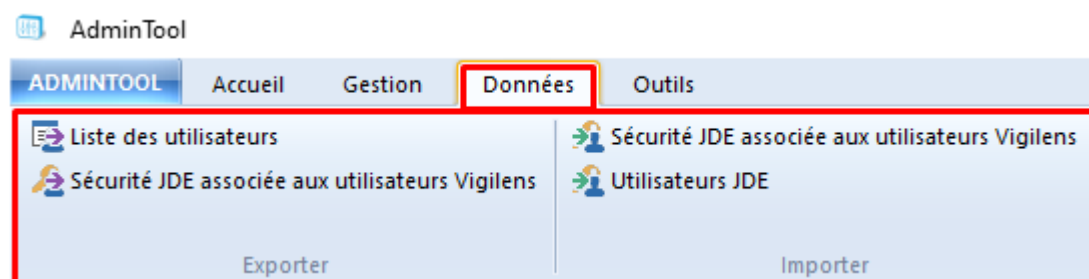 AdminTool
ADMINTOOL Accueil Gestion Données Outils
Liste des utilisateurs
Sécurité JDE associée aux utilisateurs Vigilens
Exporter
Sécurité JDE associée aux utilisateurs Vigilens
Utilisateurs JDE
Importer